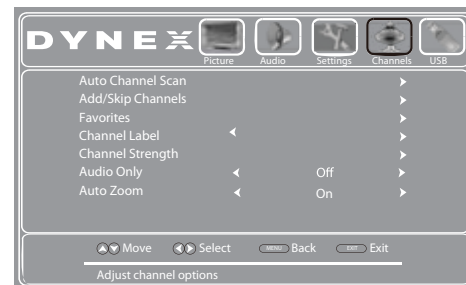 DYNEX
Picture Audio Settings Channels USB
Auto Channel Scan
Add/Skip Channels
Favorites
Channel Label
Channel Strength
Audio Only Off
Auto Zoom On
Move Select MENU Back EXIT Exit
Adjust channel options